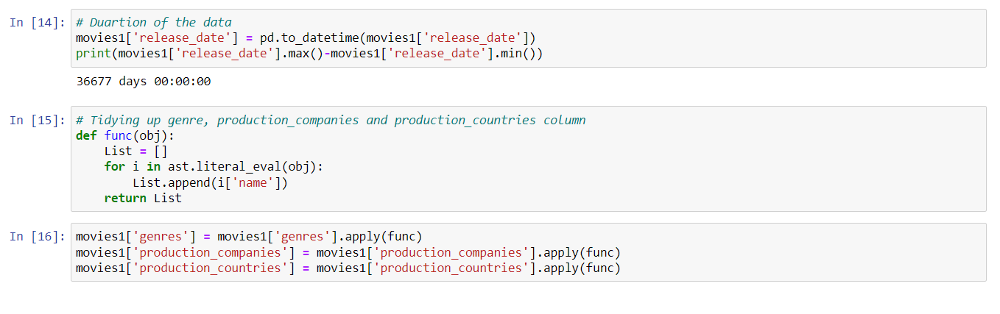 In [14]: # Duartion of the data
movies1['release_date'] = pd.to_datetime(movies1['release_date'])
print(movies1['release_date'].max()-movies1['release_date'].min())
36677 days 00:00:00
In [15]: # Tidying up genre, production_companies and production_countries column
def func(obj):
    List = []
    for i in ast.literal_eval(obj):
        List.append(i['name'])
    return List
In [16]: movies1['genres'] = movies1['genres'].apply(func)
movies1['production_companies'] = movies1['production_companies'].apply(func)
movies1['production_countries'] = movies1['production_countries'].apply(func)